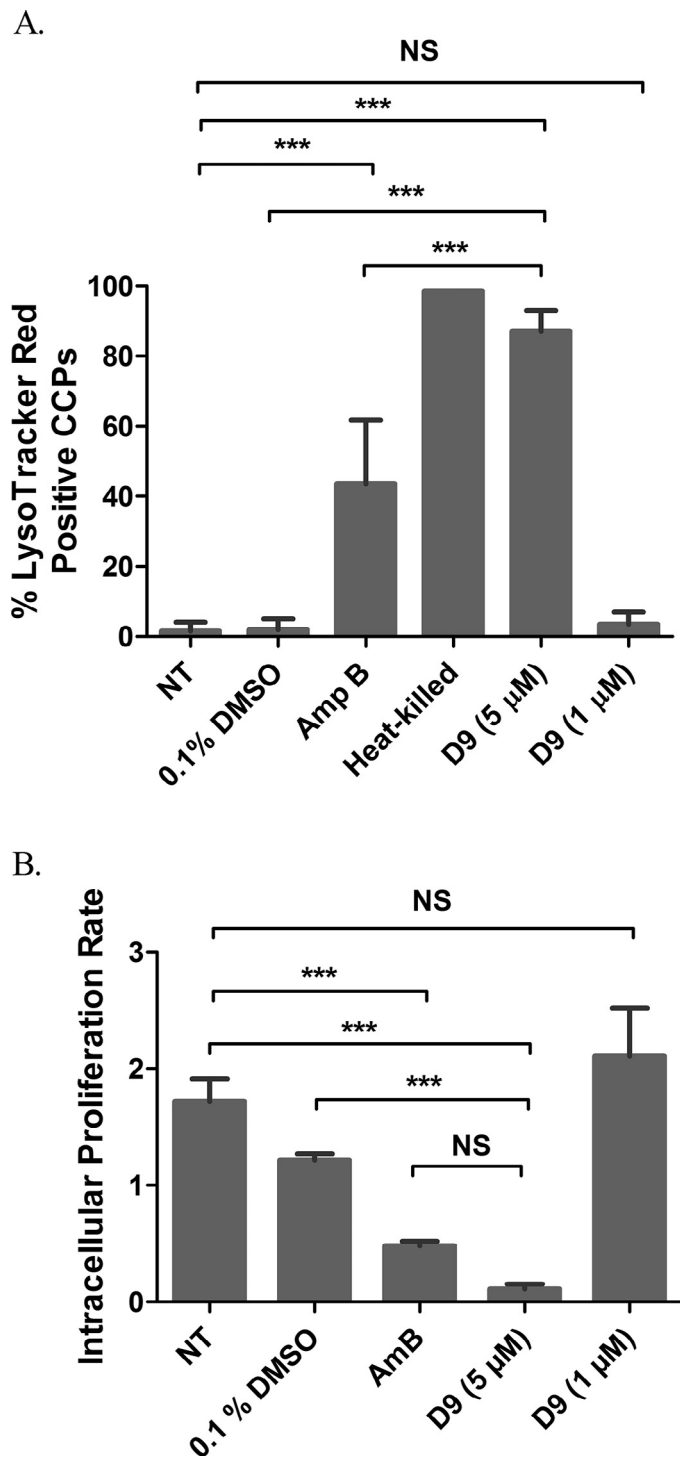 A.
NS
***
***
***
***
% LysoTracker Red
Positive CCPs
100
80
60
40
20
0
NT
0.1% DMSO
Amp B
Heat-killed
D9 (5 µM)
D9 (1 µM)
B.
NS
***
***
***
NS
Intracellular Proliferation Rate
3
2
1
0
NT
0.1 % DMSO
AmB
D9 (5 µM)
D9 (1 µM)